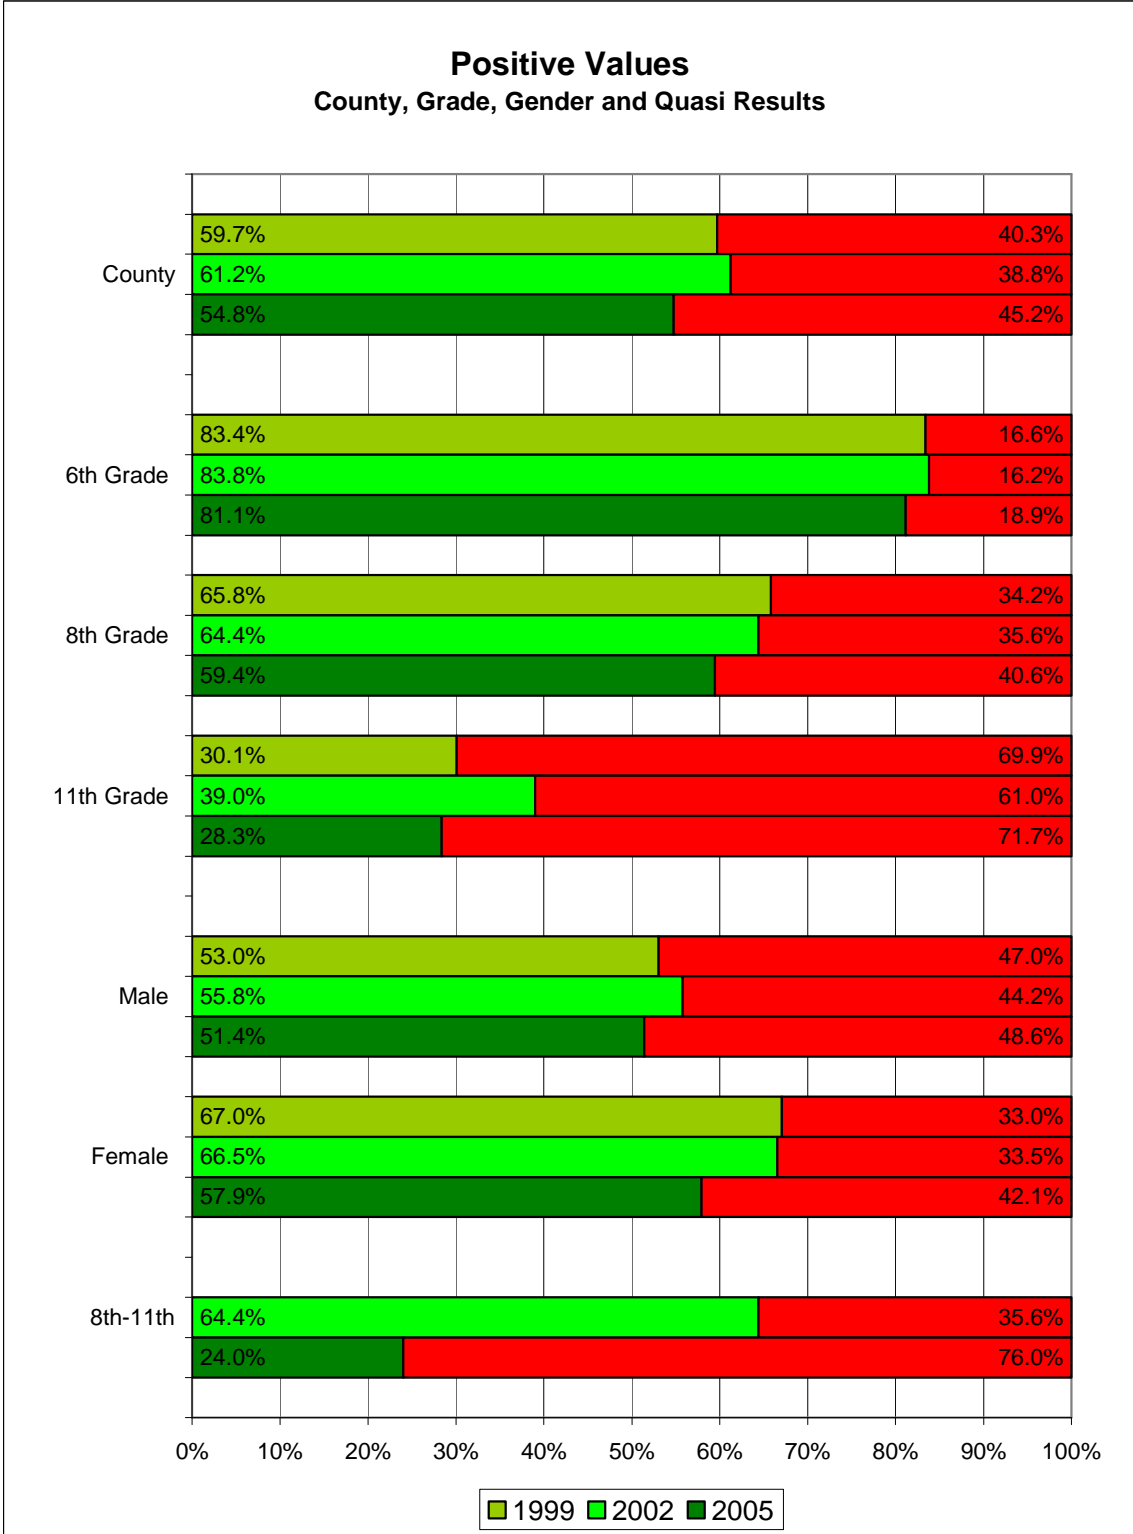 Positive Values
County, Grade, Gender and Quasi Results
59.7% 40.3%
County 61.2% 38.8%
54.8% 45.2%
83.4% 16.6%
6th Grade 83.8% 16.2%
81.1% 18.9%
65.8% 34.2%
8th Grade 64.4% 35.6%
59.4% 40.6%
30.1% 69.9%
11th Grade 39.0% 61.0%
28.3% 71.7%
53.0% 47.0%
Male 55.8% 44.2%
51.4% 48.6%
67.0% 33.0%
Female 66.5% 33.5%
57.9% 42.1%
8th-11th 64.4% 35.6%
24.0% 76.0%
0% 10% 20% 30% 40% 50% 60% 70% 80% 90% 100%
1999 2002 2005